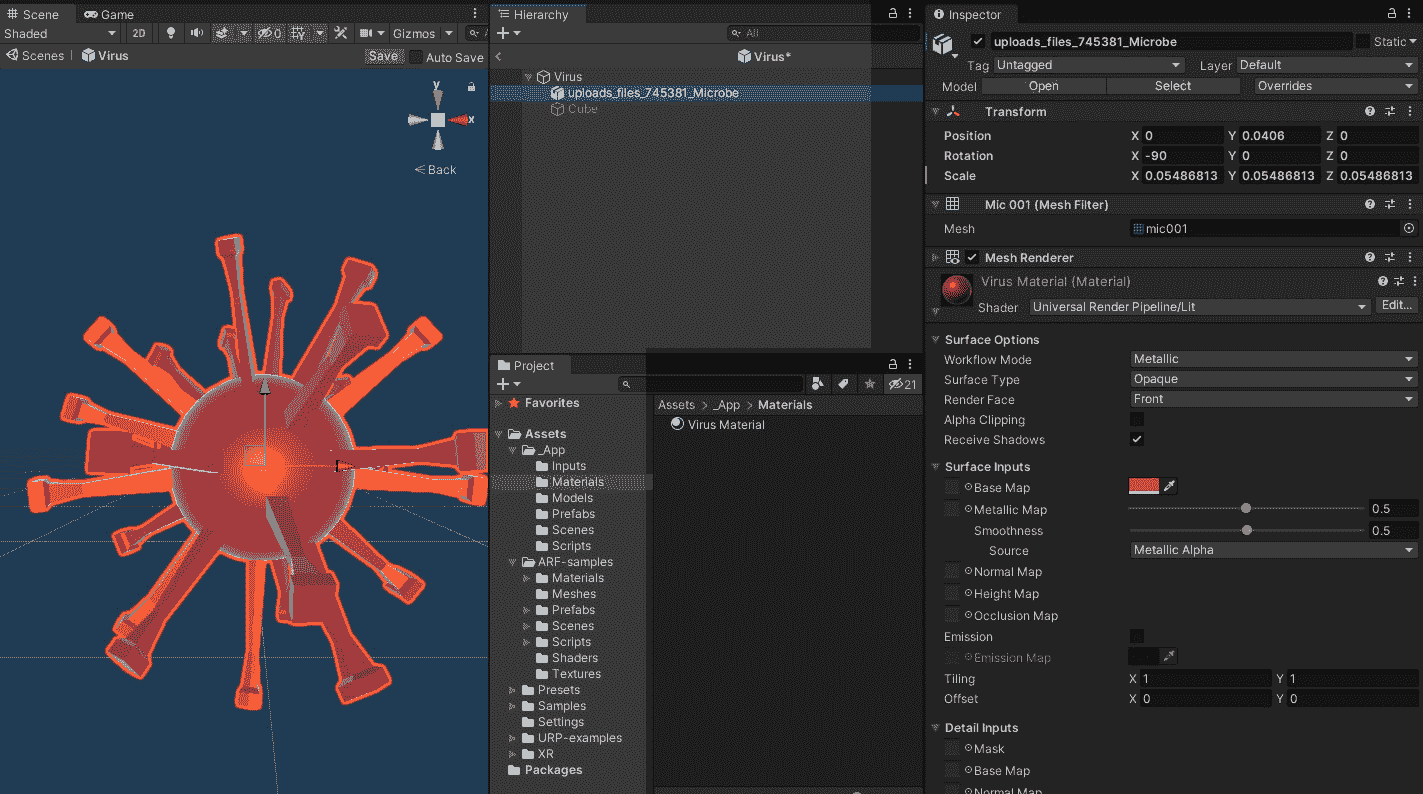 Scene Game
Shaded 2D 0 Gizmos A
Scenes | Virus Save Auto Save
y
x
Back
Hierarchy
All
Virus*
Virus
uploads_files_745381_Microbe
Cube
Project
21
Favorites
Assets > _App > Materials
Virus Material
Assets
_App
Inputs
Materials
Models
Prefabs
Scenes
Scripts
ARF-samples
Materials
Meshes
Prefabs
Scenes
Scripts
Shaders
Textures
Presets
Samples
Settings
URP-examples
XR
Packages
Inspector
uploads_files_745381_Microbe Static
Tag Untagged Layer Default
Model Open Select Overrides
Transform
Position X 0 Y 0.0406 Z 0
Rotation X -90 Y 0 Z 0
Scale X 0.05486813 Y 0.05486813 Z 0.05486813
Mic 001 (Mesh Filter)
Mesh mic001
Mesh Renderer
Virus Material (Material)
Shader Universal Render Pipeline/Lit Edit...
Surface Options
Workflow Mode Metallic
Surface Type Opaque
Render Face Front
Alpha Clipping
Receive Shadows
Surface Inputs
Base Map
Metallic Map 0.5
Smoothness 0.5
Source Metallic Alpha
Normal Map
Height Map
Occlusion Map
Emission
Emission Map
Tiling X 1 Y 1
Offset X 0 Y 0
Detail Inputs
Mask
Base Map
Normal Map